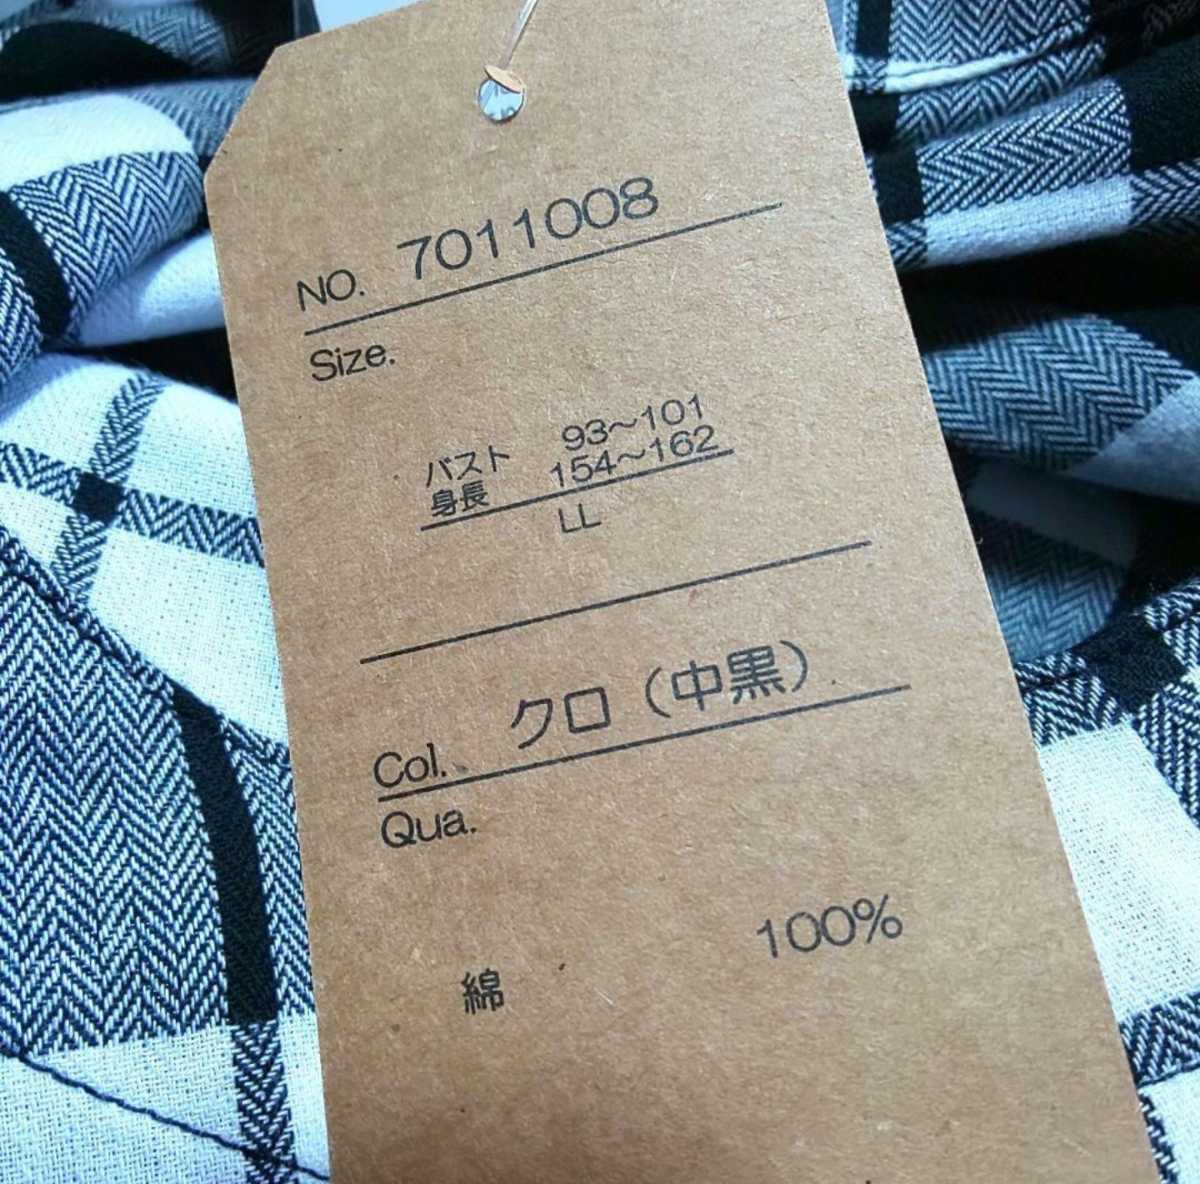 NO. 7011008
Size.
バスト 93～101
身長 154～162
LL
Col. クロ（中黒）
Qua.
綿 100%